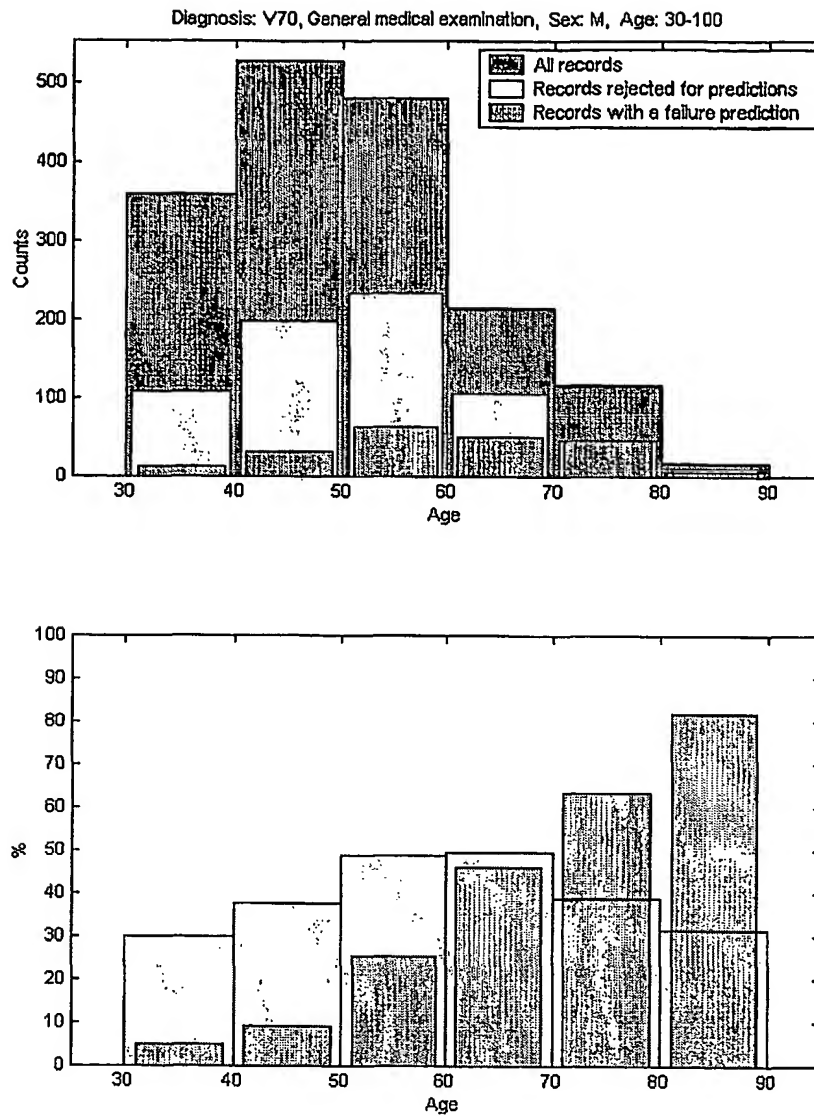 Diagnosis: V70, General medical examination, Sex: M, Age: 30-100
All records
Records rejected for predictions
Records with a failure prediction
500
400
300
200
100
0
Counts
30 40 50 60 70 80 90
Age
100
90
80
70
60
50
40
30
20
10
0
%
30 40 50 60 70 80 90
Age